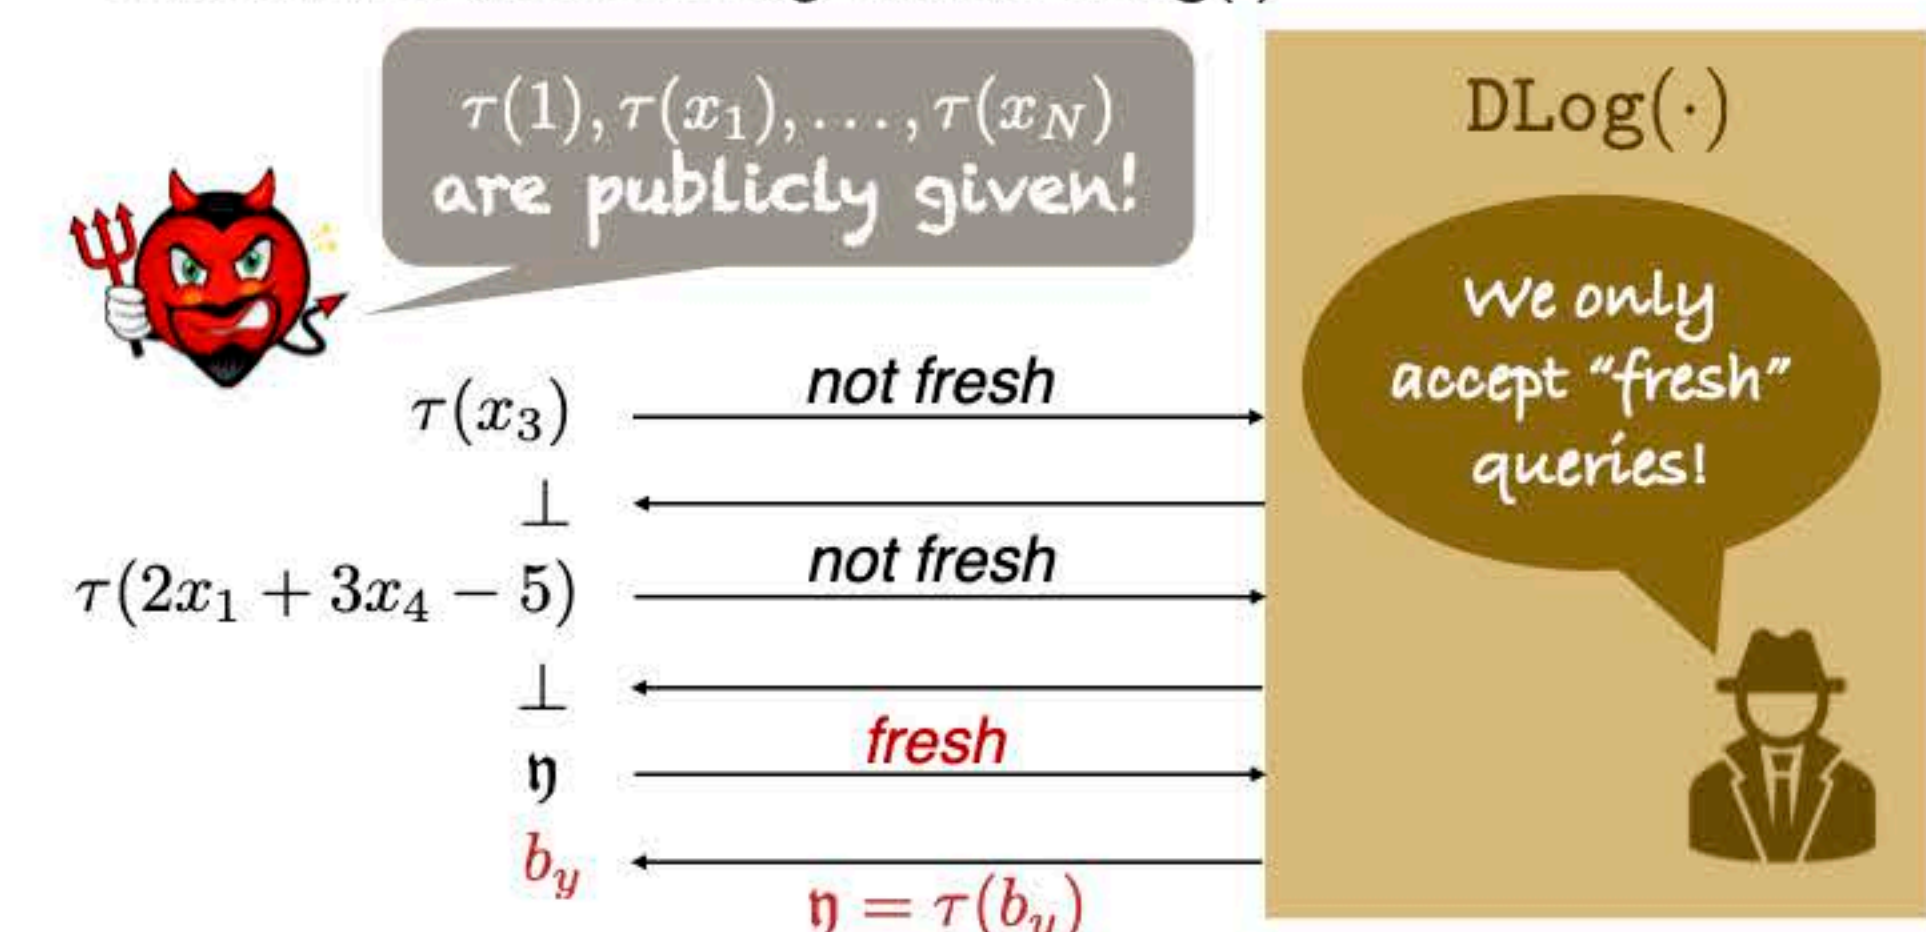 τ(1), τ(x₁), . . . , τ(x_N)
are publicly given!
DLog(·)
We only
accept “fresh”
queries!
τ(x₃)
not fresh
⊥
τ(2x₁ + 3x₄ − 5)
not fresh
⊥
𝔶
fresh
b_y
𝔶 = τ(b_y)